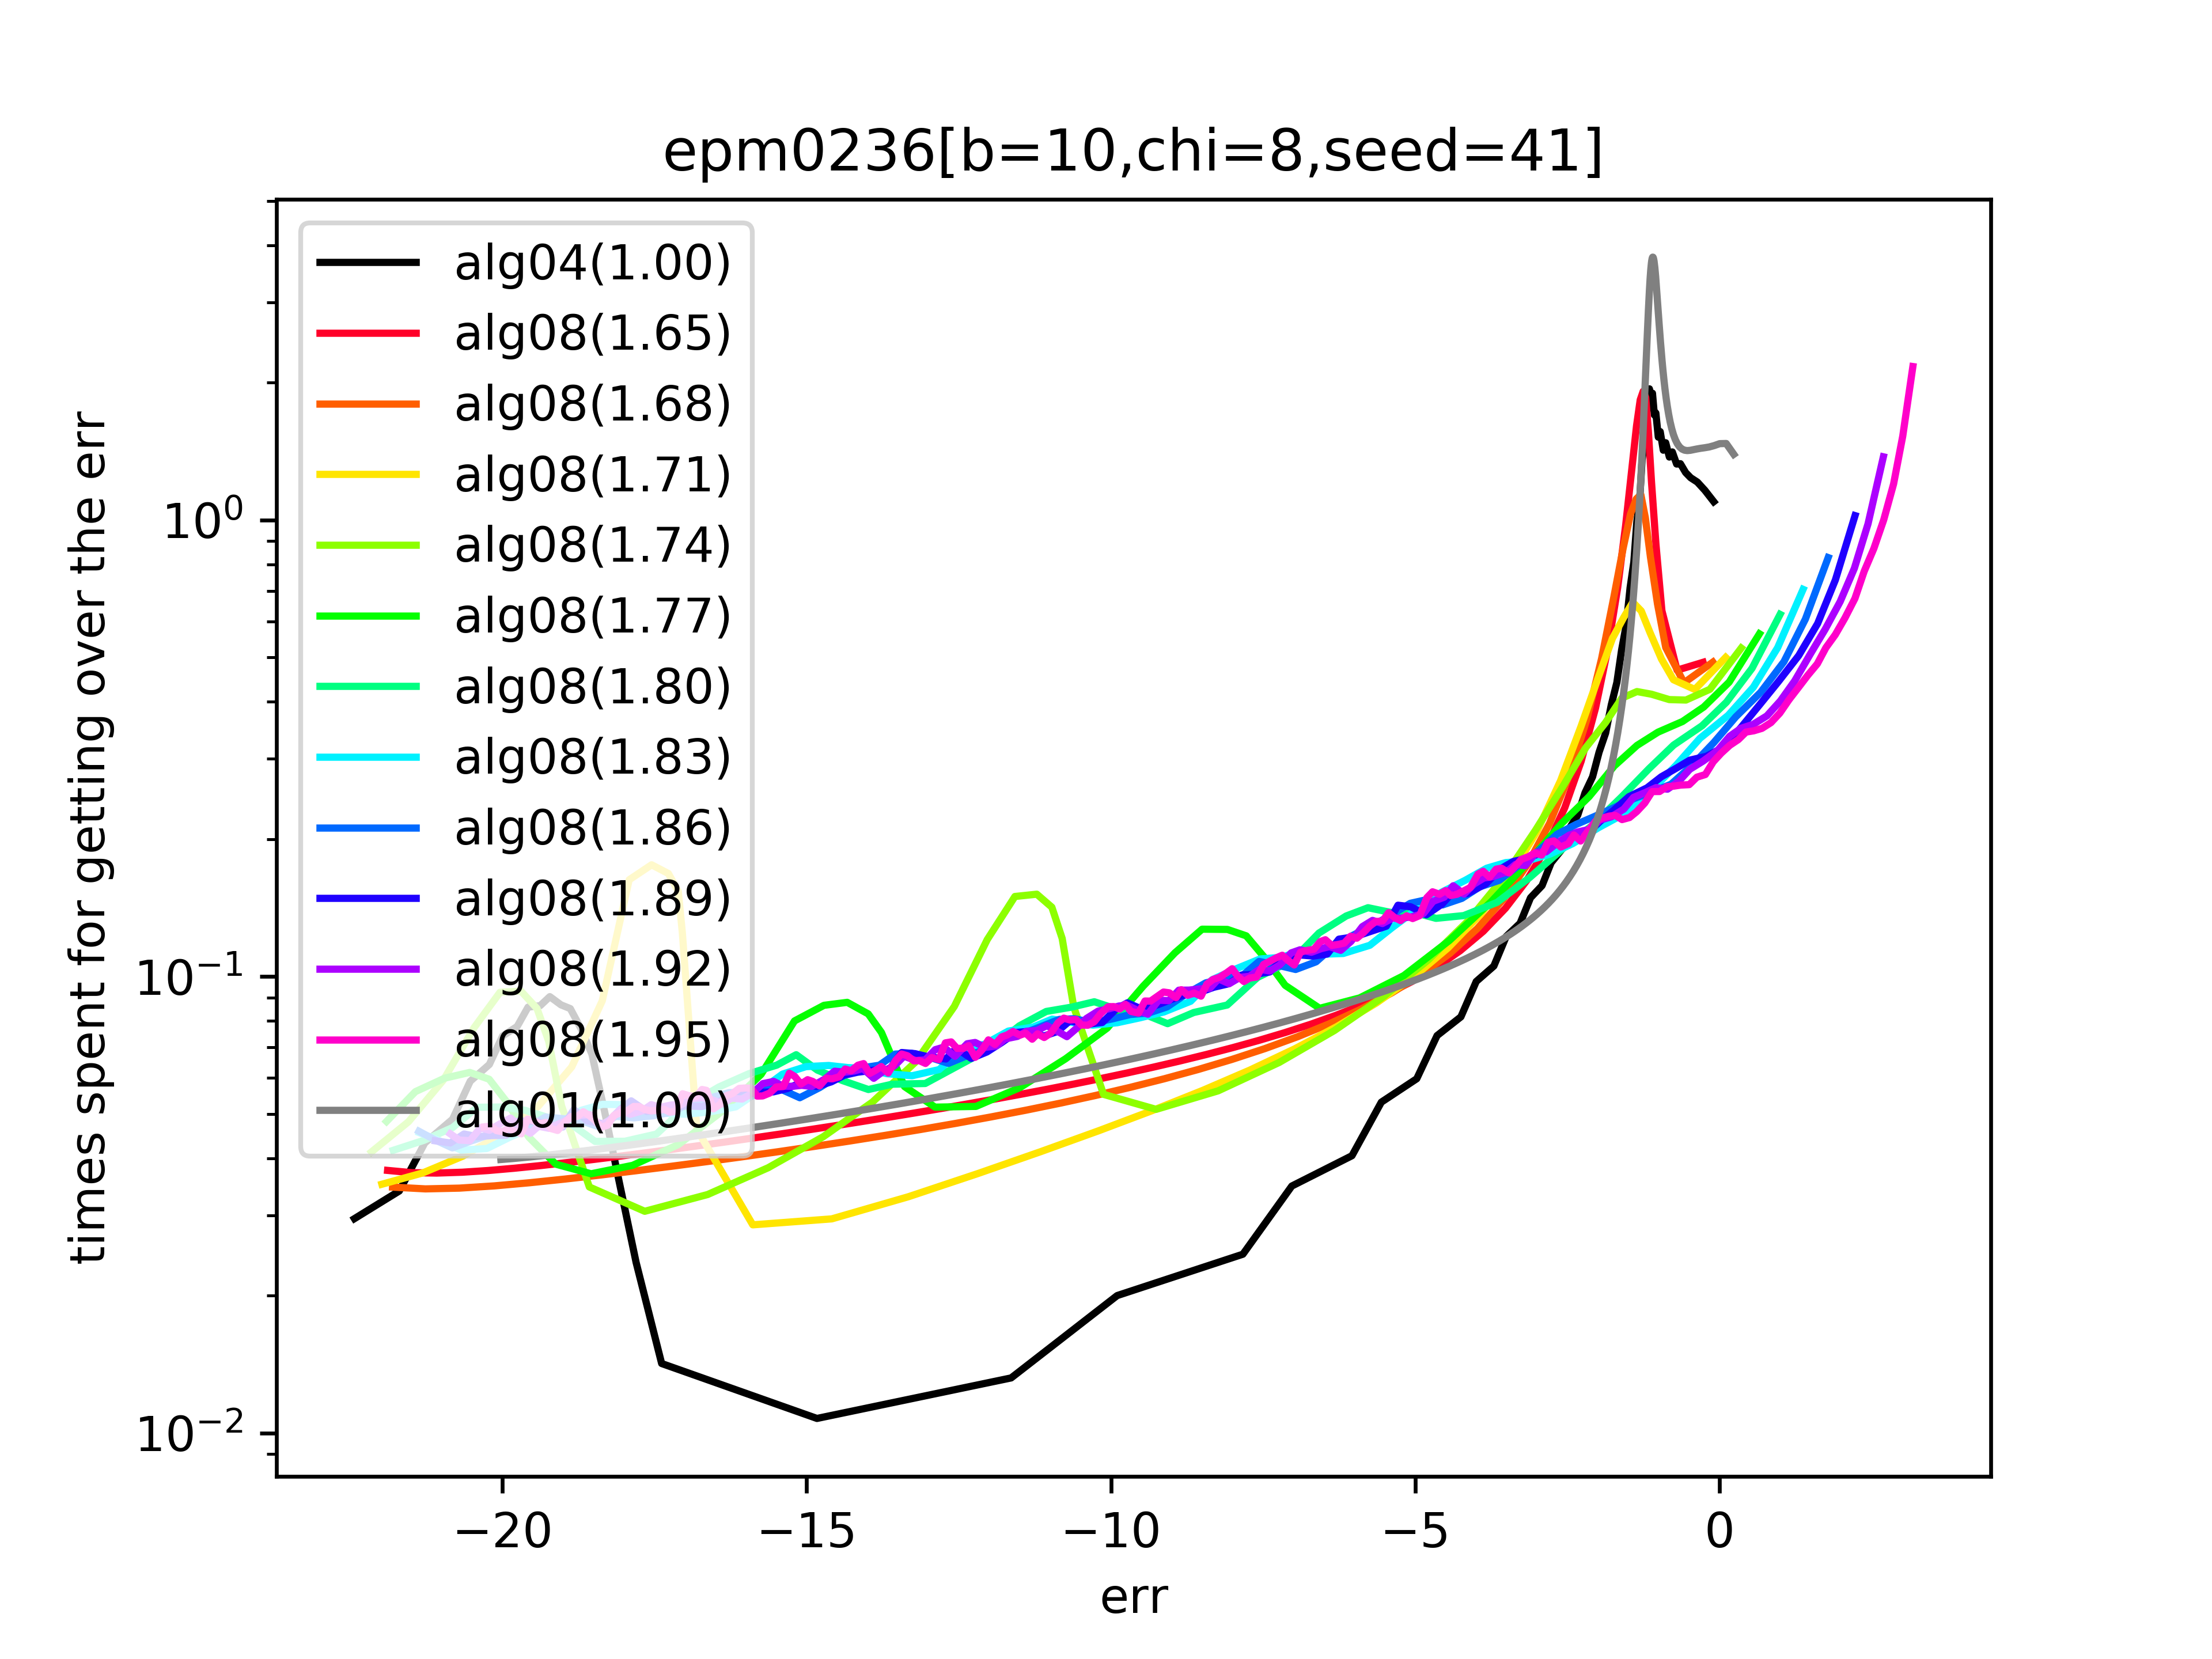 epm0236[b=10,chi=8,seed=41]
times spent for getting over the err
10⁰
10⁻¹
10⁻²
alg04(1.00)
alg08(1.65)
alg08(1.68)
alg08(1.71)
alg08(1.74)
alg08(1.77)
alg08(1.80)
alg08(1.83)
alg08(1.86)
alg08(1.89)
alg08(1.92)
alg08(1.95)
alg01(1.00)
−20 −15 −10 −5 0
err